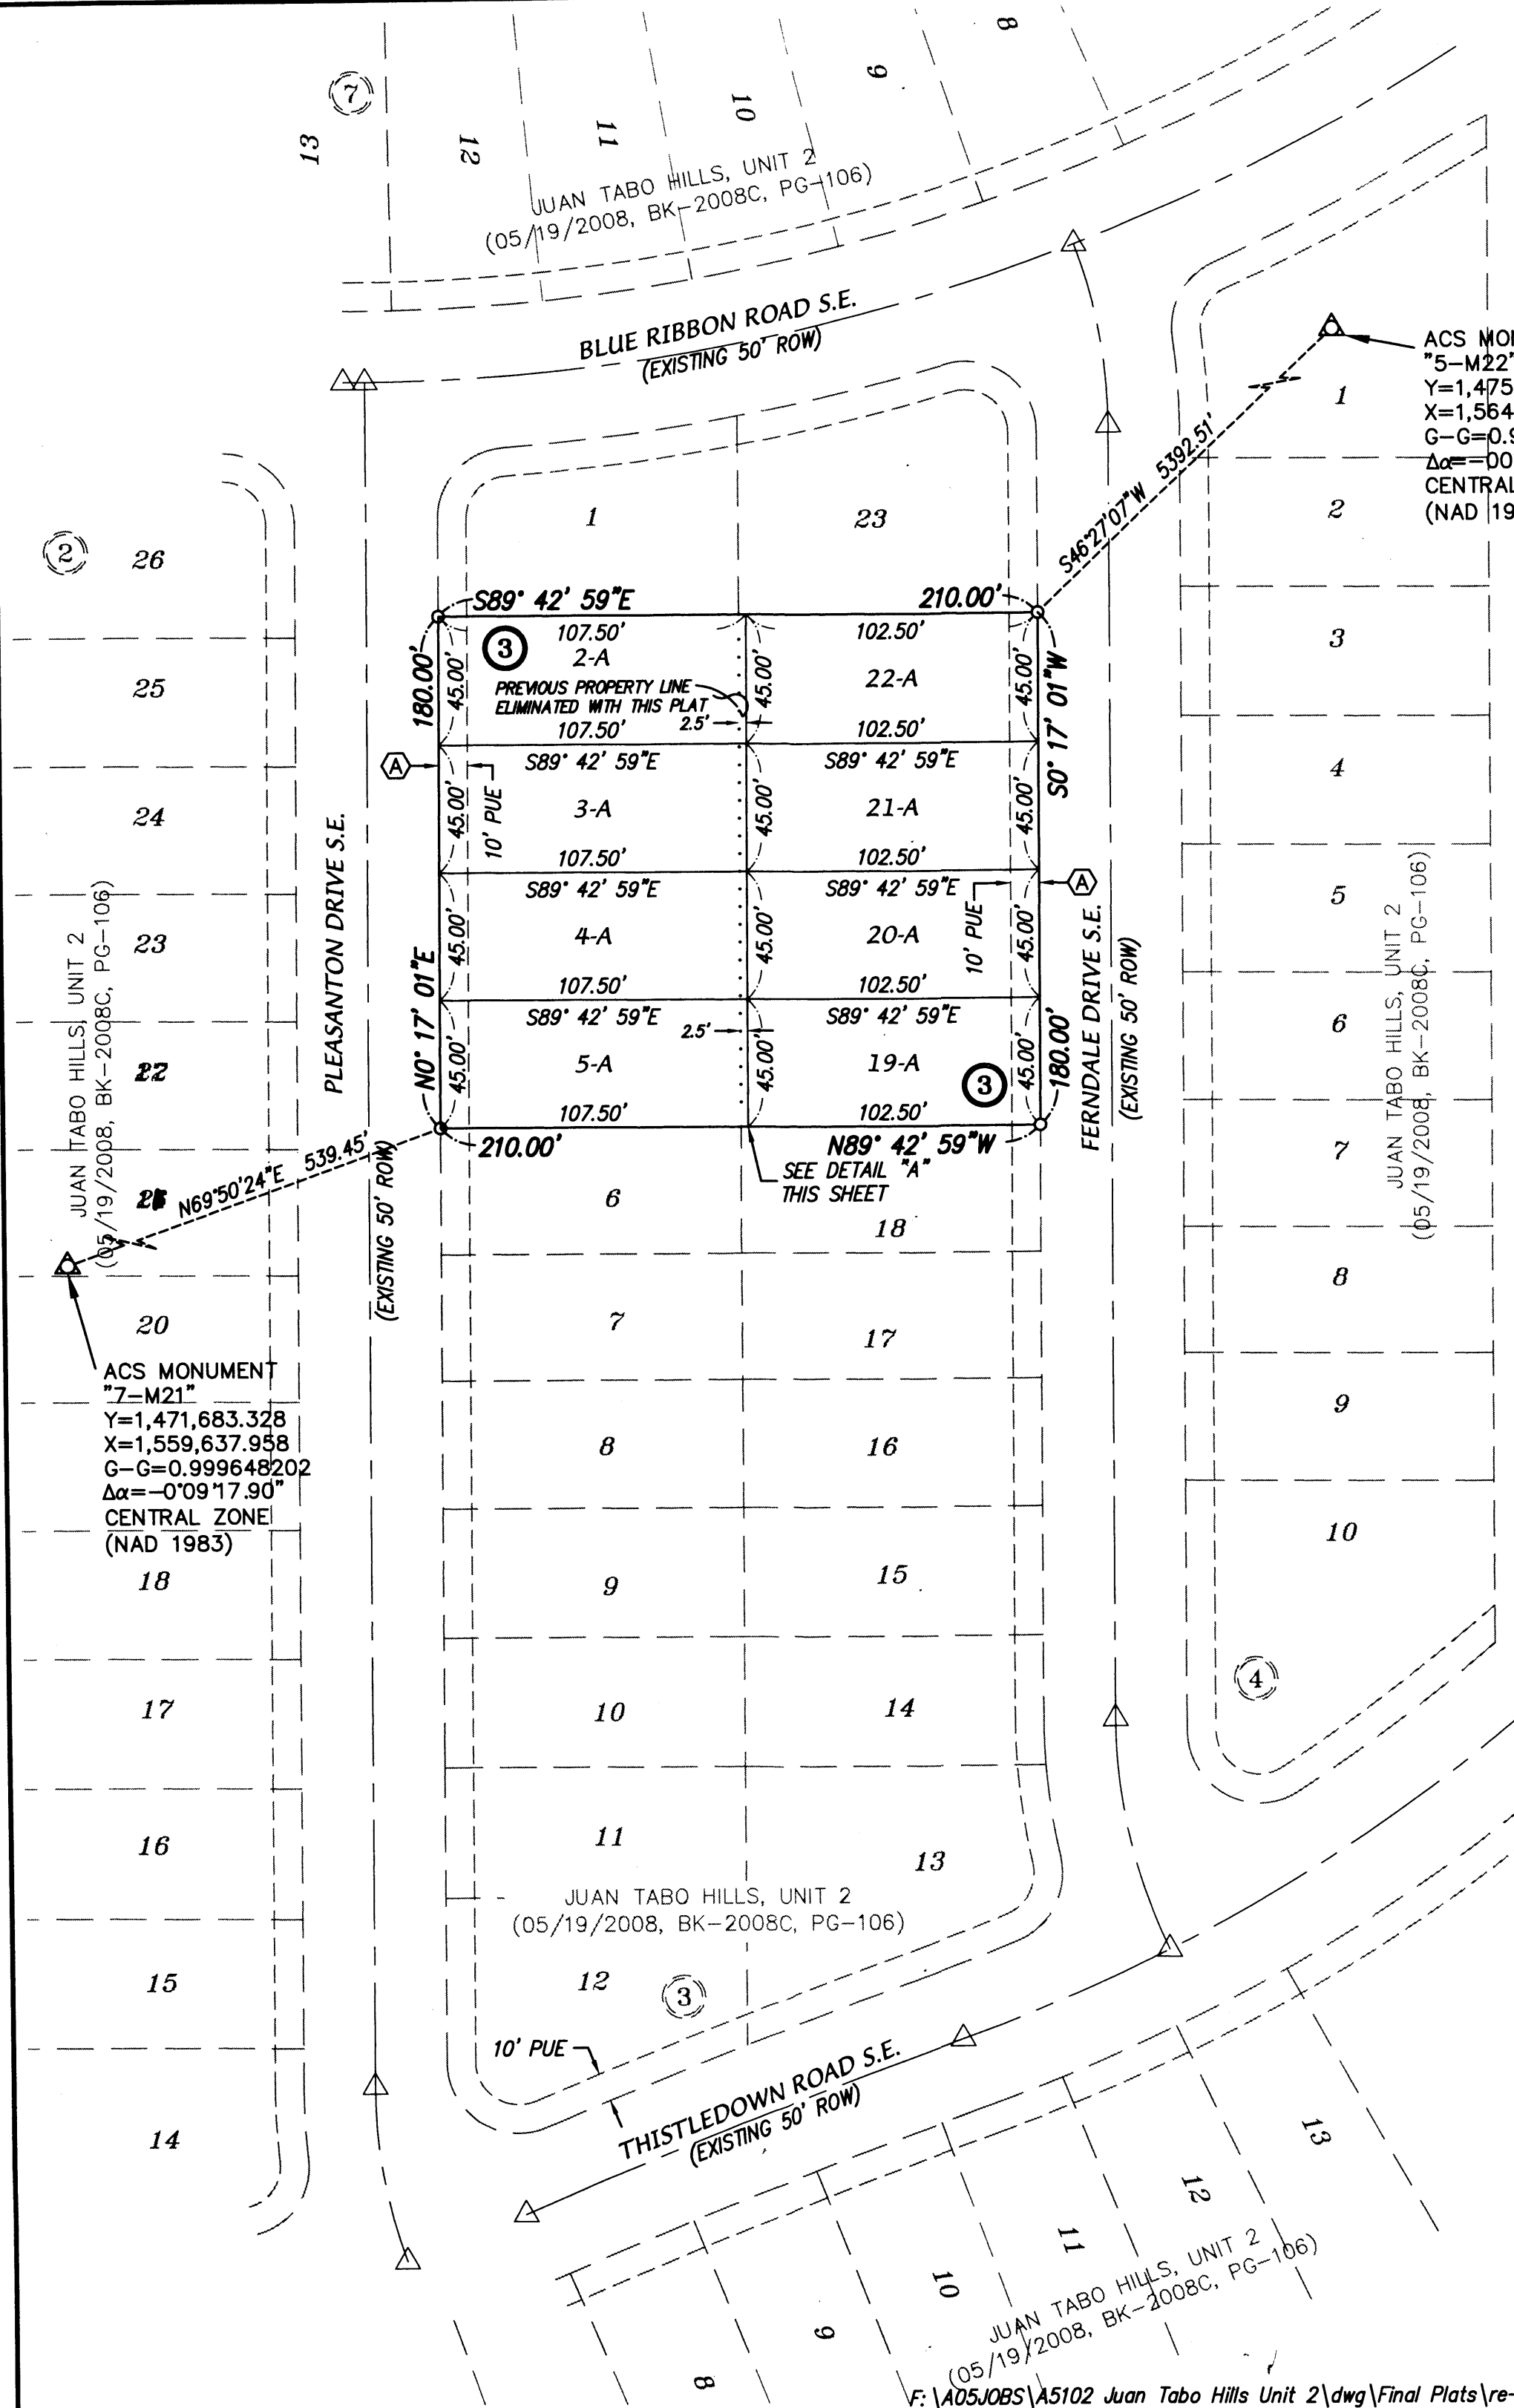 8
9
10
11
12
13
7
JUAN TABO HILLS, UNIT 2
(05/19/2008, BK-2008C, PG-106)
BLUE RIBBON ROAD S.E.
(EXISTING 50' ROW)
ACS MO
"5-M22"
Y=1,475
X=1,564
G-G=0.9
Δα=-00
CENTRAL
(NAD 19
S46°27'07"W 5392.51'
1
23
1
2
3
4
5
6
7
8
9
10
4
2
26
25
24
23
22
20
18
17
16
15
14
JUAN TABO HILLS, UNIT 2
(05/19/2008, BK-2008C, PG-106)
PLEASANTON DRIVE S.E.
(EXISTING 50' ROW)
S89° 42' 59"E
210.00'
3
107.50'
2-A
102.50'
22-A
180.00'
45.00'
45.00'
45.00'
S0° 17' 01"W
PREVIOUS PROPERTY LINE
ELIMINATED WITH THIS PLAT
2.5'
107.50'
102.50'
A
S89° 42' 59"E
S89° 42' 59"E
10' PUE
45.00'
3-A
45.00'
21-A
45.00'
107.50'
102.50'
S89° 42' 59"E
S89° 42' 59"E
A
45.00'
4-A
45.00'
20-A
10' PUE
45.00'
107.50'
102.50'
N0° 17' 01"E
S89° 42' 59"E
2.5'
S89° 42' 59"E
45.00'
5-A
45.00'
19-A
3
45.00'
180.00'
107.50'
102.50'
210.00'
N89° 42' 59"W
SEE DETAIL "A"
THIS SHEET
FERNDALE DRIVE S.E.
(EXISTING 50' ROW)
JUAN TABO HILLS, UNIT 2
(05/19/2008, BK-2008C, PG-106)
N69°50'24"E 539.45'
ACS MONUMENT
"7-M21"
Y=1,471,683.328
X=1,559,637.958
G-G=0.999648202
Δα=-0°09'17.90"
CENTRAL ZONE
(NAD 1983)
6
18
7
17
8
16
9
15
10
14
11
13
JUAN TABO HILLS, UNIT 2
(05/19/2008, BK-2008C, PG-106)
12
3
10' PUE
THISTLEDOWN ROAD S.E.
(EXISTING 50' ROW)
13
12
11
10
9
8
JUAN TABO HILLS, UNIT 2
(05/19/2008, BK-2008C, PG-106)
F:\A05JOBS\A5102 Juan Tabo Hills Unit 2\dwg\Final Plats\re-